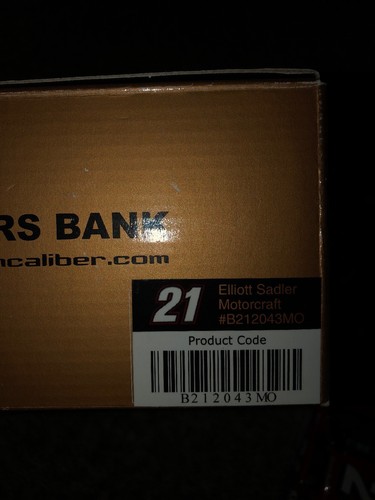 RS BANK
ncaliber.com
21
Elliott Sadler
Motorcraft
#B212043MO
Product Code
B212043MO